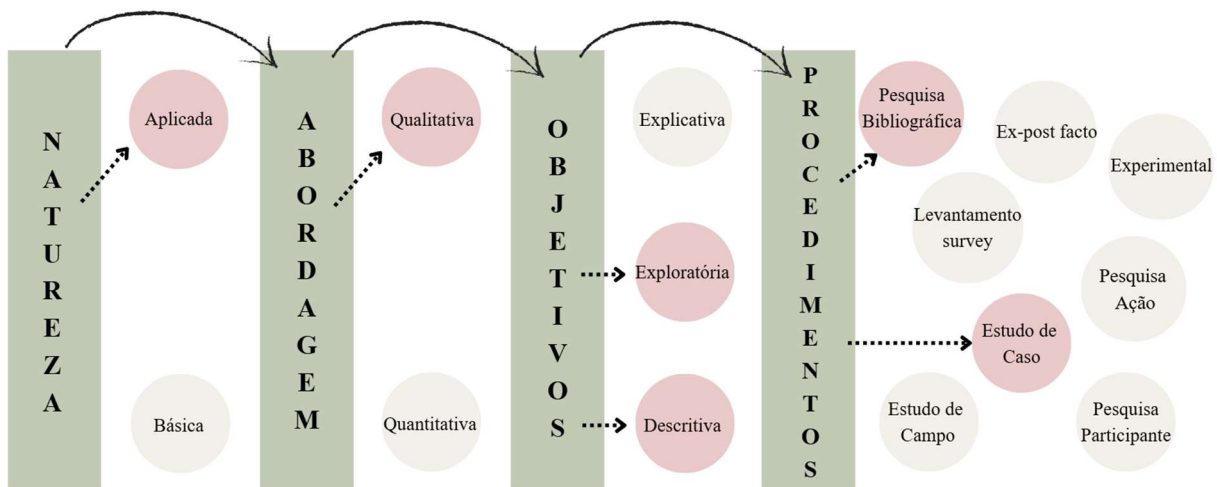 NATUREZA
Aplicada
Básica
ABORDAGEM
Qualitativa
Quantitativa
OBJETIVOS
Explicativa
Exploratória
Descritiva
PROCEDIMENTOS
Pesquisa
Bibliográfica
Ex-post facto
Experimental
Levantamento
survey
Pesquisa
Ação
Estudo de
Caso
Estudo de
Campo
Pesquisa
Participante